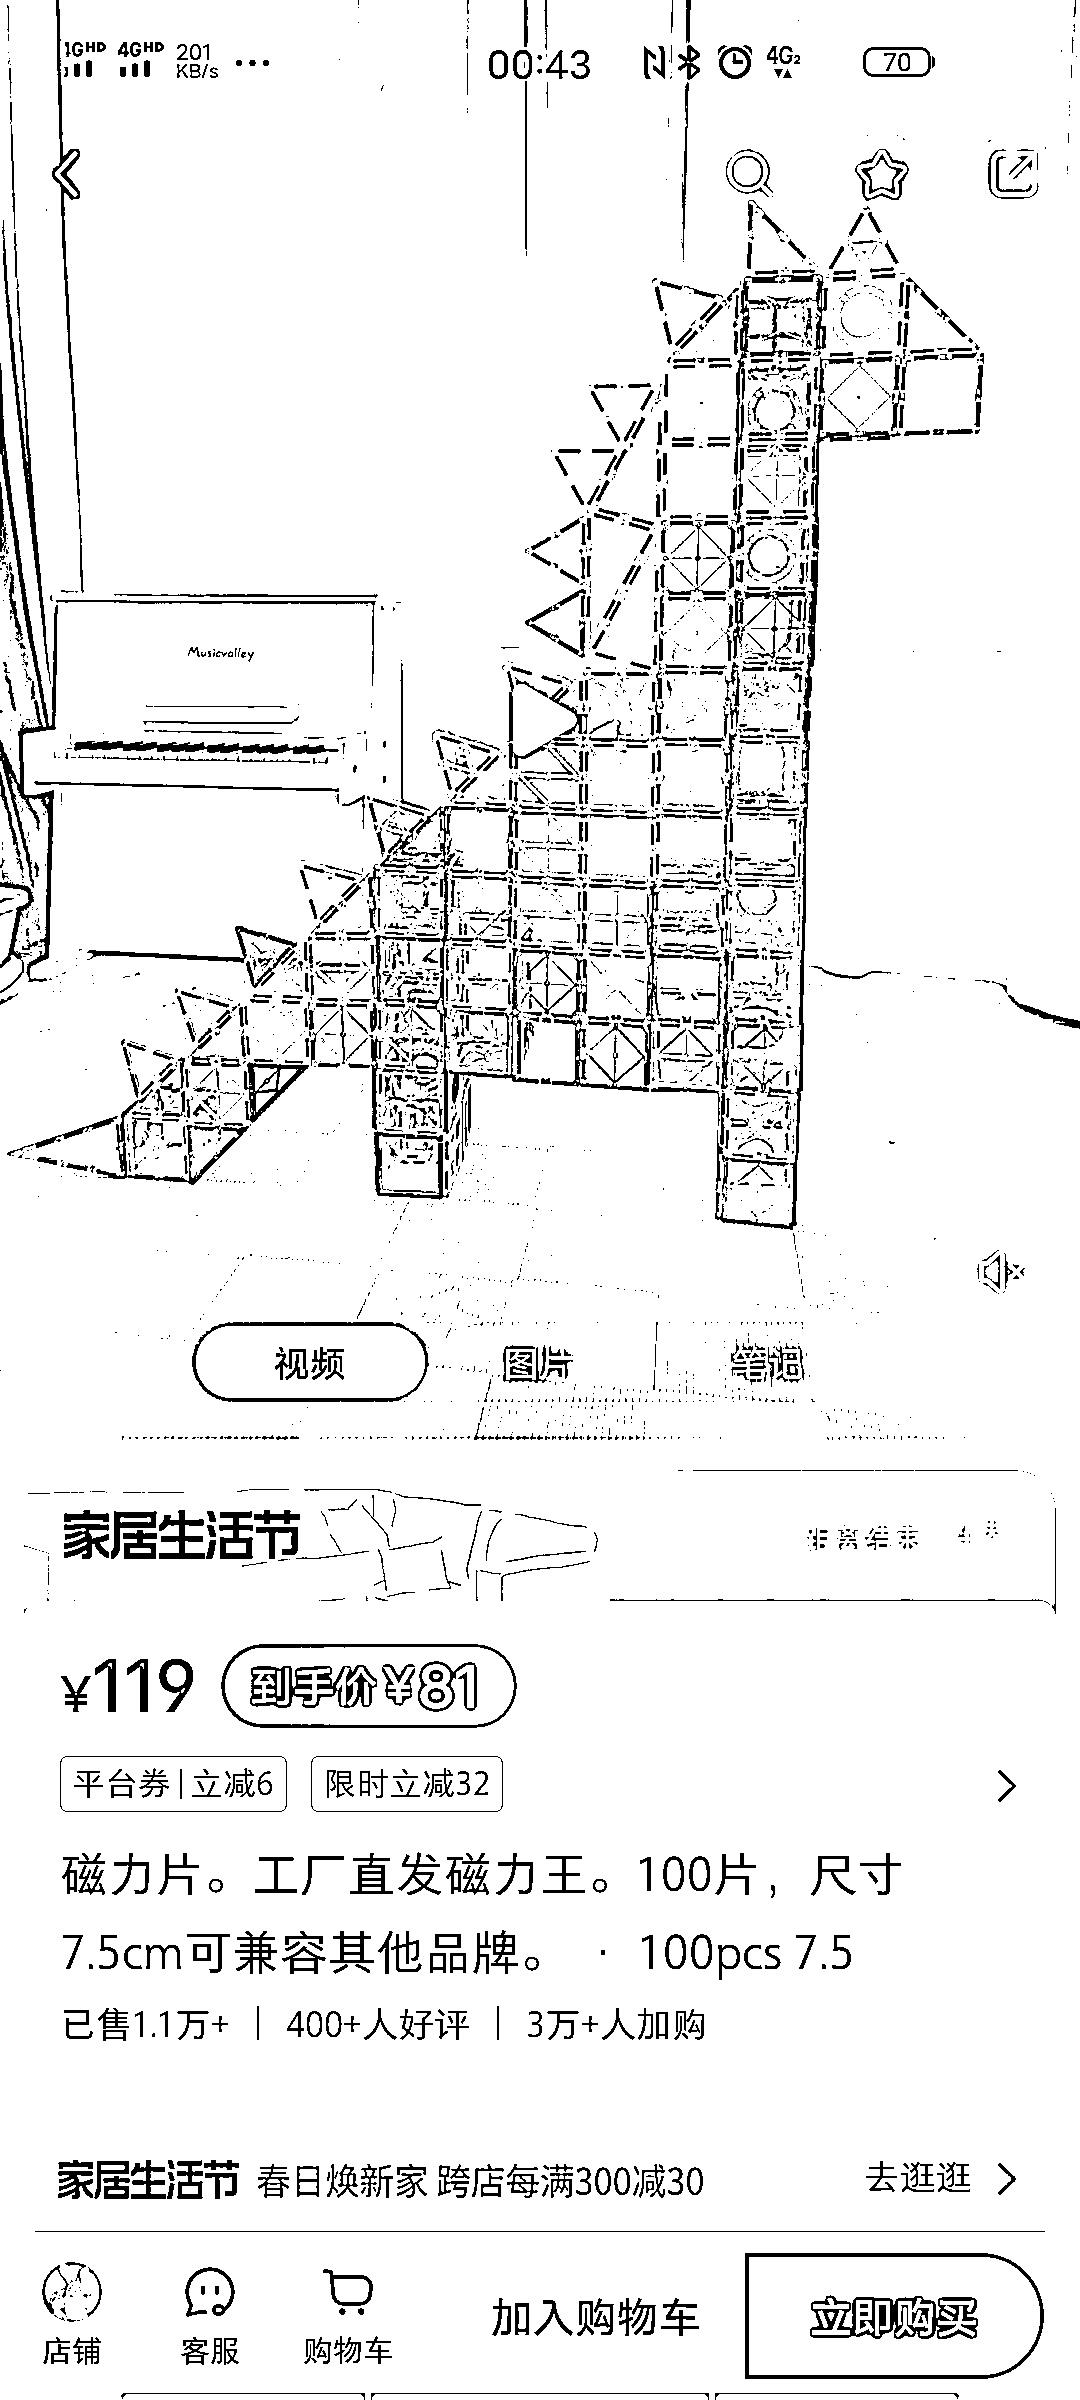 1GHD 4GHD 201 KB/s ··· 00:43 4G2 70
Musicvalley
视频 图片 笔记
家居生活节
¥119 到手价¥81
平台券|立减6 限时立减32
磁力片。工厂直发磁力王。100片，尺寸
7.5cm可兼容其他品牌。 · 100pcs 7.5
已售1.1万+ | 400+人好评 | 3万+人加购
家居生活节 春日焕新家 跨店每满300减30 去逛逛
店铺 客服 购物车 加入购物车 立即购买